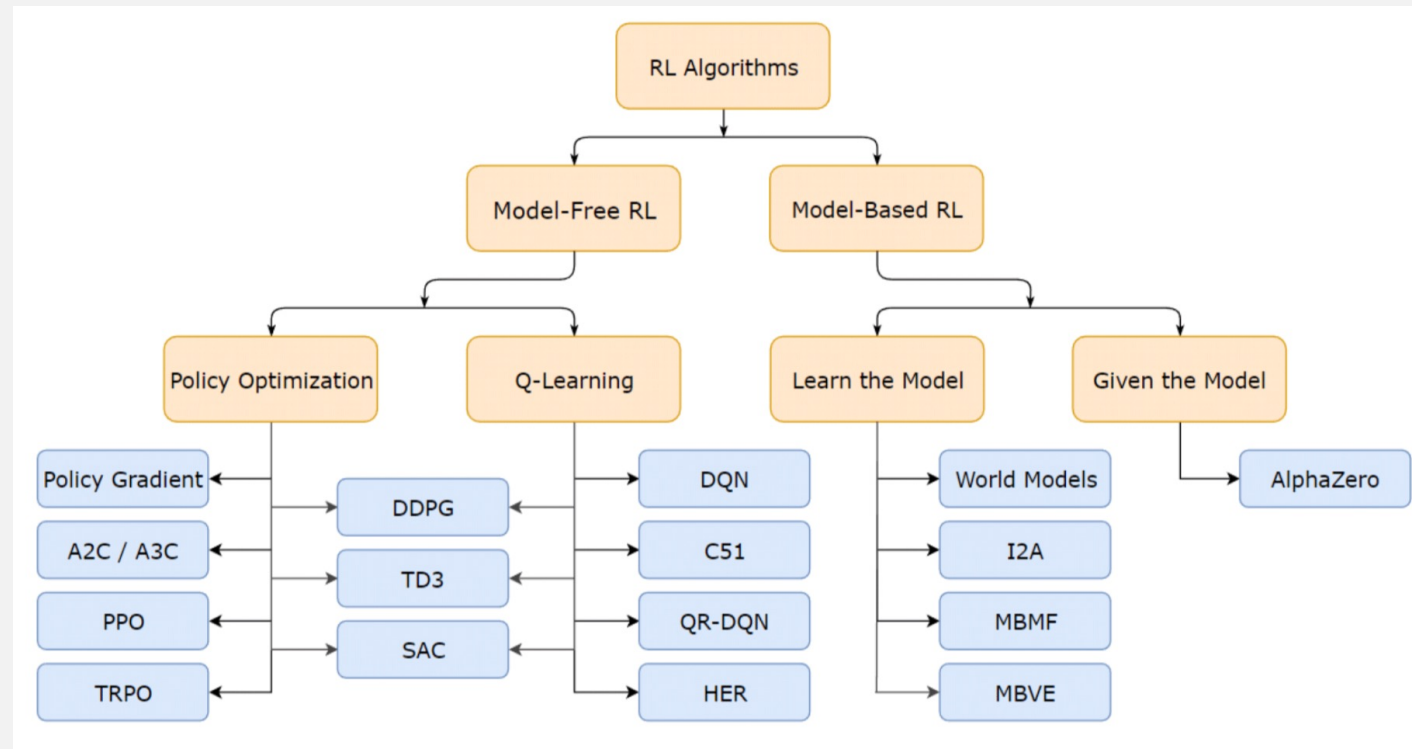 RL Algorithms
Model-Free RL
Model-Based RL
Policy Optimization
Q-Learning
Learn the Model
Given the Model
Policy Gradient
DDPG
DQN
World Models
AlphaZero
A2C / A3C
TD3
C51
I2A
PPO
SAC
QR-DQN
MBMF
TRPO
HER
MBVE